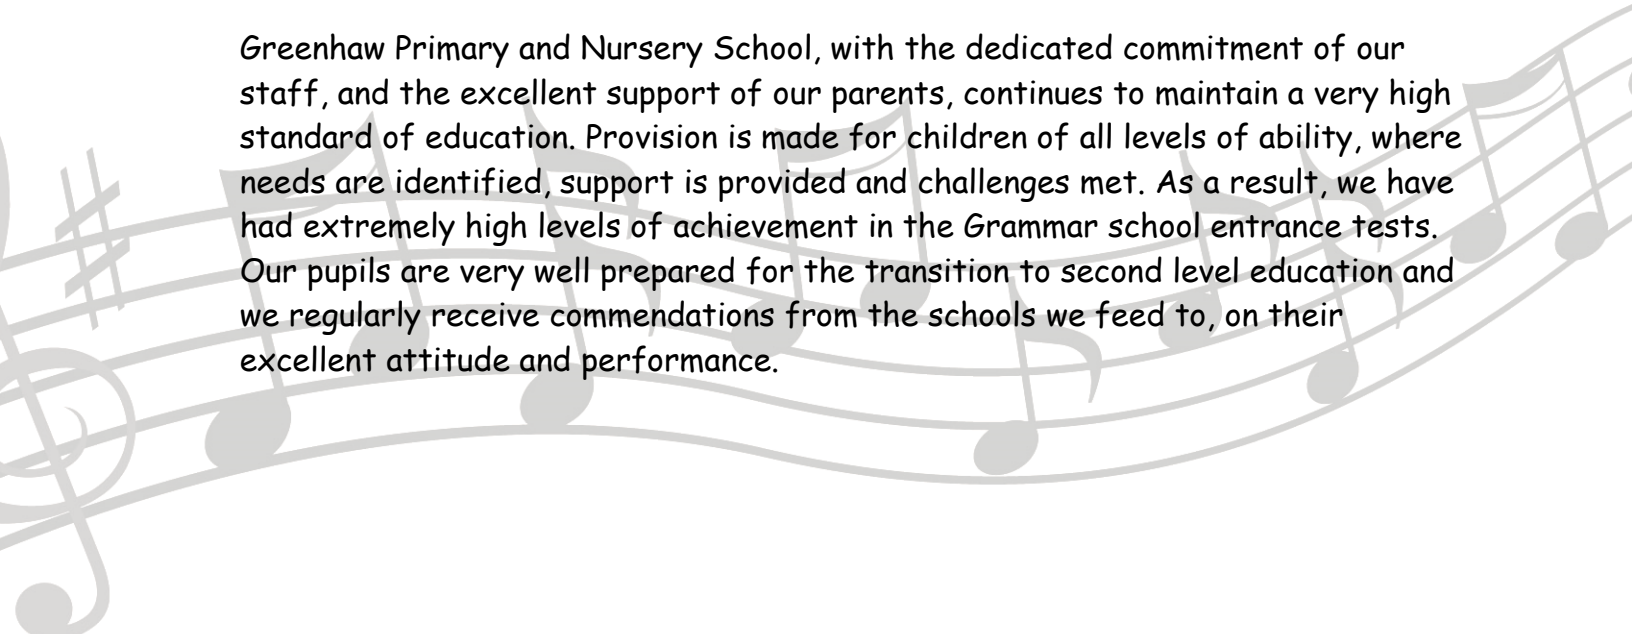 Greenhaw Primary and Nursery School, with the dedicated commitment of our
staff, and the excellent support of our parents, continues to maintain a very high
standard of education. Provision is made for children of all levels of ability, where
needs are identified, support is provided and challenges met. As a result, we have
had extremely high levels of achievement in the Grammar school entrance tests.
Our pupils are very well prepared for the transition to second level education and
we regularly receive commendations from the schools we feed to, on their
excellent attitude and performance.